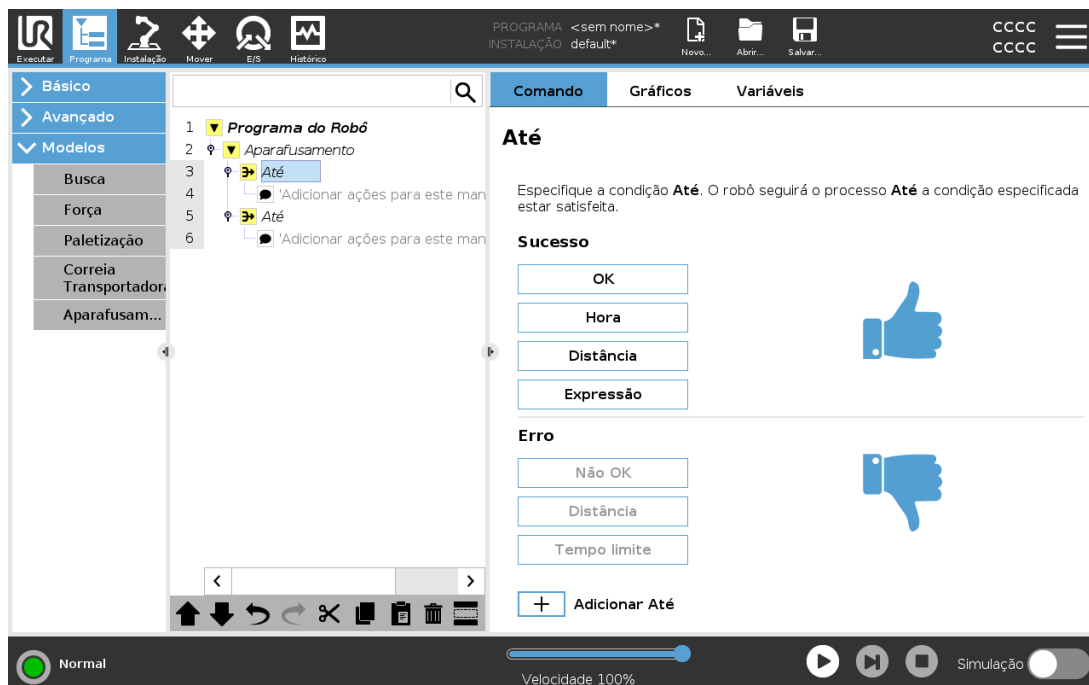 PROGRAMA <sem nome>*
INSTALAÇÃO default*
CCCC
CCCC
Executar
Programa
Instalação
Mover
E/S
Histórico
Novo...
Abrir...
Salvar...
Básico
Avançado
Modelos
Busca
Força
Paletização
Correia
Transportador
Aparafusam...
1 Programa do Robô
2 Aparafusamento
3 Até
4 'Adicionar ações para este man
5 Até
6 'Adicionar ações para este man
Comando
Gráficos
Variáveis
Até
Especifique a condição Até. O robô seguirá o processo Até a condição especificada
estar satisfeita.
Sucesso
OK
Hora
Distância
Expressão
Erro
Não OK
Distância
Tempo limite
+ Adicionar Até
Normal
Velocidade 100%
Simulação